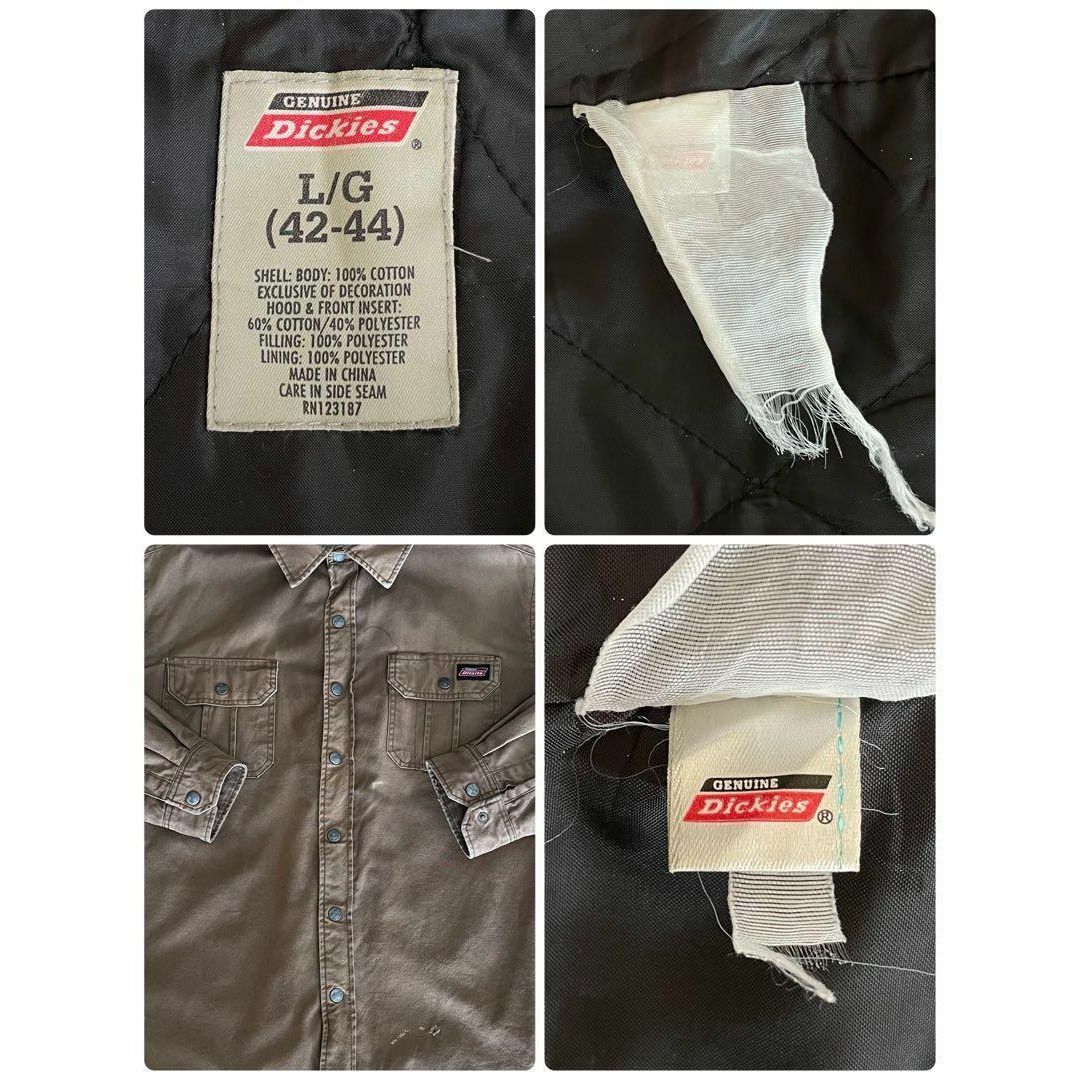 GENUINE
Dickies ®
L/G
(42-44)
SHELL: BODY: 100% COTTON
EXCLUSIVE OF DECORATION
HOOD & FRONT INSERT:
60% COTTON/40% POLYESTER
FILLING: 100% POLYESTER
LINING: 100% POLYESTER
MADE IN CHINA
CARE IN SIDE SEAM
RN123187
GENUINE
Dickies ®